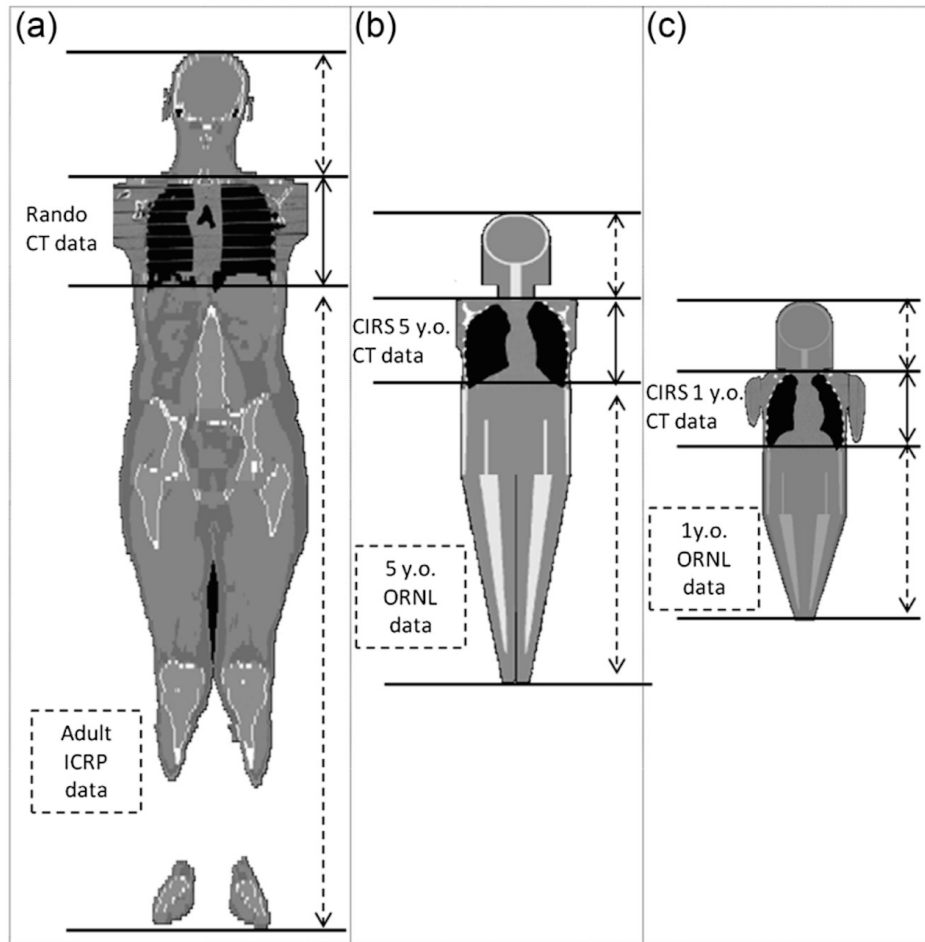 (a)
Rando
CT data
Adult
ICRP
data
(b)
CIRS 5 y.o.
CT data
5 y.o.
ORNL
data
(c)
CIRS 1 y.o.
CT data
1y.o.
ORNL
data